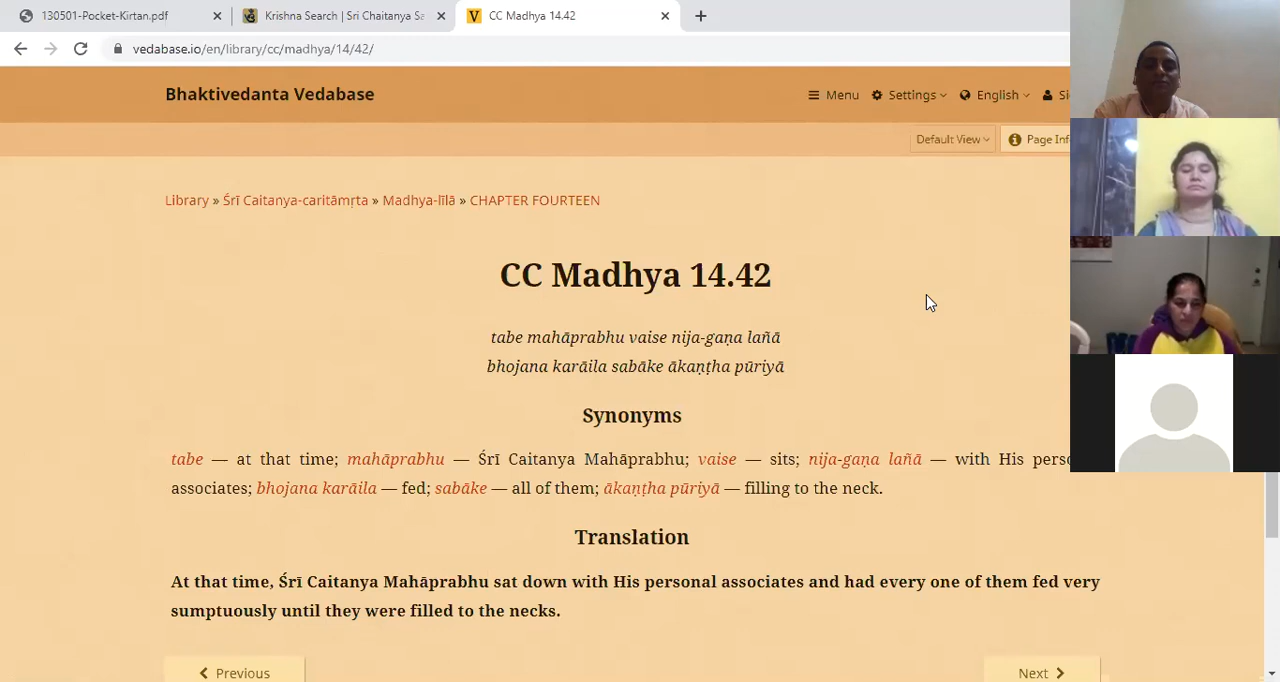 130501-Pocket-Kirtan.pdf
Krishna Search | Sri Chaitanya Sa
CC Madhya 14.42
vedabase.io/en/library/cc/madhya/14/42/
Bhaktivedanta Vedabase
Menu Settings English Si
Default View Page Inf
Library » Śrī Caitanya-caritāmṛta » Madhya-līlā » CHAPTER FOURTEEN
CC Madhya 14.42
tabe mahāprabhu vaise nija-gaṇa lañā
bhojana karāila sabāke ākaṇṭha pūriyā
Synonyms
tabe — at that time; mahāprabhu — Śrī Caitanya Mahāprabhu; vaise — sits; nija-gaṇa lañā — with His perso
associates; bhojana karāila — fed; sabāke — all of them; ākaṇṭha pūriyā — filling to the neck.
Translation
At that time, Śrī Caitanya Mahāprabhu sat down with His personal associates and had every one of them fed very
sumptuously until they were filled to the necks.
Previous
Next